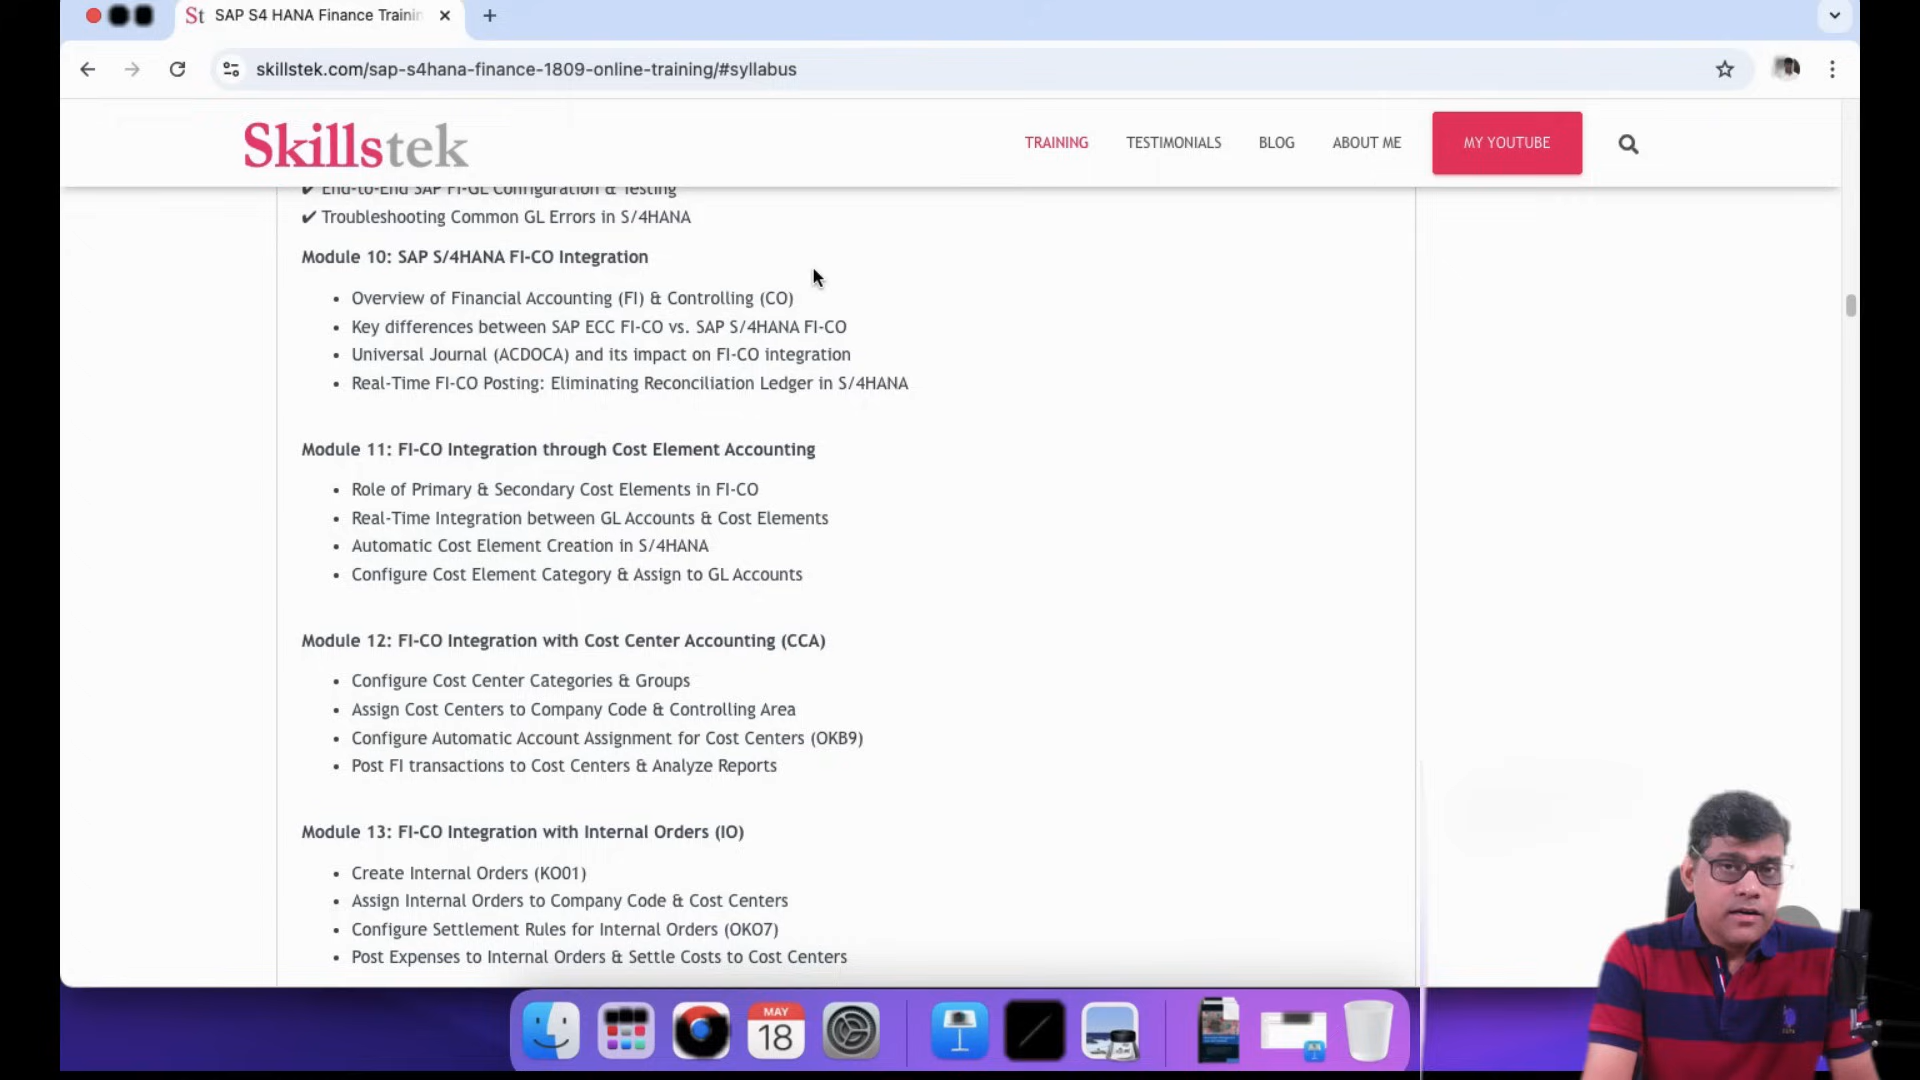 St SAP S4 HANA Finance Trainin
skillstek.com/sap-s4hana-finance-1809-online-training/#syllabus
Skillstek
TRAINING TESTIMONIALS BLOG ABOUT ME MY YOUTUBE
✔ End-to-End SAP FI-GL Configuration & Testing
✔ Troubleshooting Common GL Errors in S/4HANA
Module 10: SAP S/4HANA FI-CO Integration
• Overview of Financial Accounting (FI) & Controlling (CO)
• Key differences between SAP ECC FI-CO vs. SAP S/4HANA FI-CO
• Universal Journal (ACDOCA) and its impact on FI-CO integration
• Real-Time FI-CO Posting: Eliminating Reconciliation Ledger in S/4HANA
Module 11: FI-CO Integration through Cost Element Accounting
• Role of Primary & Secondary Cost Elements in FI-CO
• Real-Time Integration between GL Accounts & Cost Elements
• Automatic Cost Element Creation in S/4HANA
• Configure Cost Element Category & Assign to GL Accounts
Module 12: FI-CO Integration with Cost Center Accounting (CCA)
• Configure Cost Center Categories & Groups
• Assign Cost Centers to Company Code & Controlling Area
• Configure Automatic Account Assignment for Cost Centers (OKB9)
• Post FI transactions to Cost Centers & Analyze Reports
Module 13: FI-CO Integration with Internal Orders (IO)
• Create Internal Orders (KO01)
• Assign Internal Orders to Company Code & Cost Centers
• Configure Settlement Rules for Internal Orders (OKO7)
• Post Expenses to Internal Orders & Settle Costs to Cost Centers
MAY
18